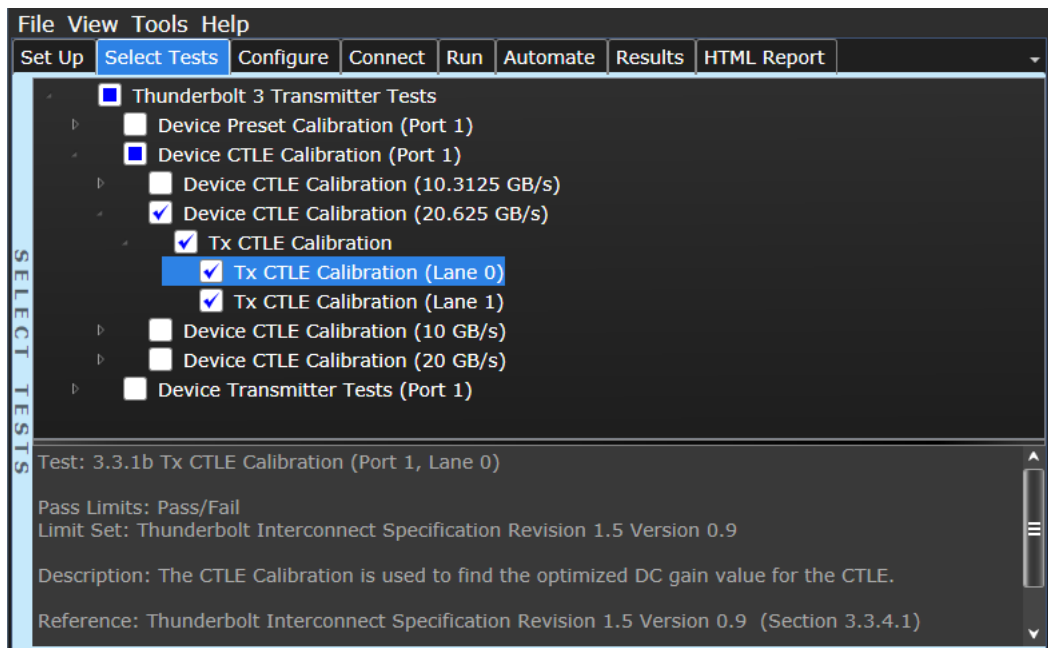 File View Tools Help
Set Up Select Tests Configure Connect Run Automate Results HTML Report
Thunderbolt 3 Transmitter Tests
Device Preset Calibration (Port 1)
Device CTLE Calibration (Port 1)
Device CTLE Calibration (10.3125 GB/s)
Device CTLE Calibration (20.625 GB/s)
Tx CTLE Calibration
Tx CTLE Calibration (Lane 0)
Tx CTLE Calibration (Lane 1)
Device CTLE Calibration (10 GB/s)
Device CTLE Calibration (20 GB/s)
Device Transmitter Tests (Port 1)
SELECT TESTS
Test: 3.3.1b Tx CTLE Calibration (Port 1, Lane 0)
Pass Limits: Pass/Fail
Limit Set: Thunderbolt Interconnect Specification Revision 1.5 Version 0.9
Description: The CTLE Calibration is used to find the optimized DC gain value for the CTLE.
Reference: Thunderbolt Interconnect Specification Revision 1.5 Version 0.9 (Section 3.3.4.1)